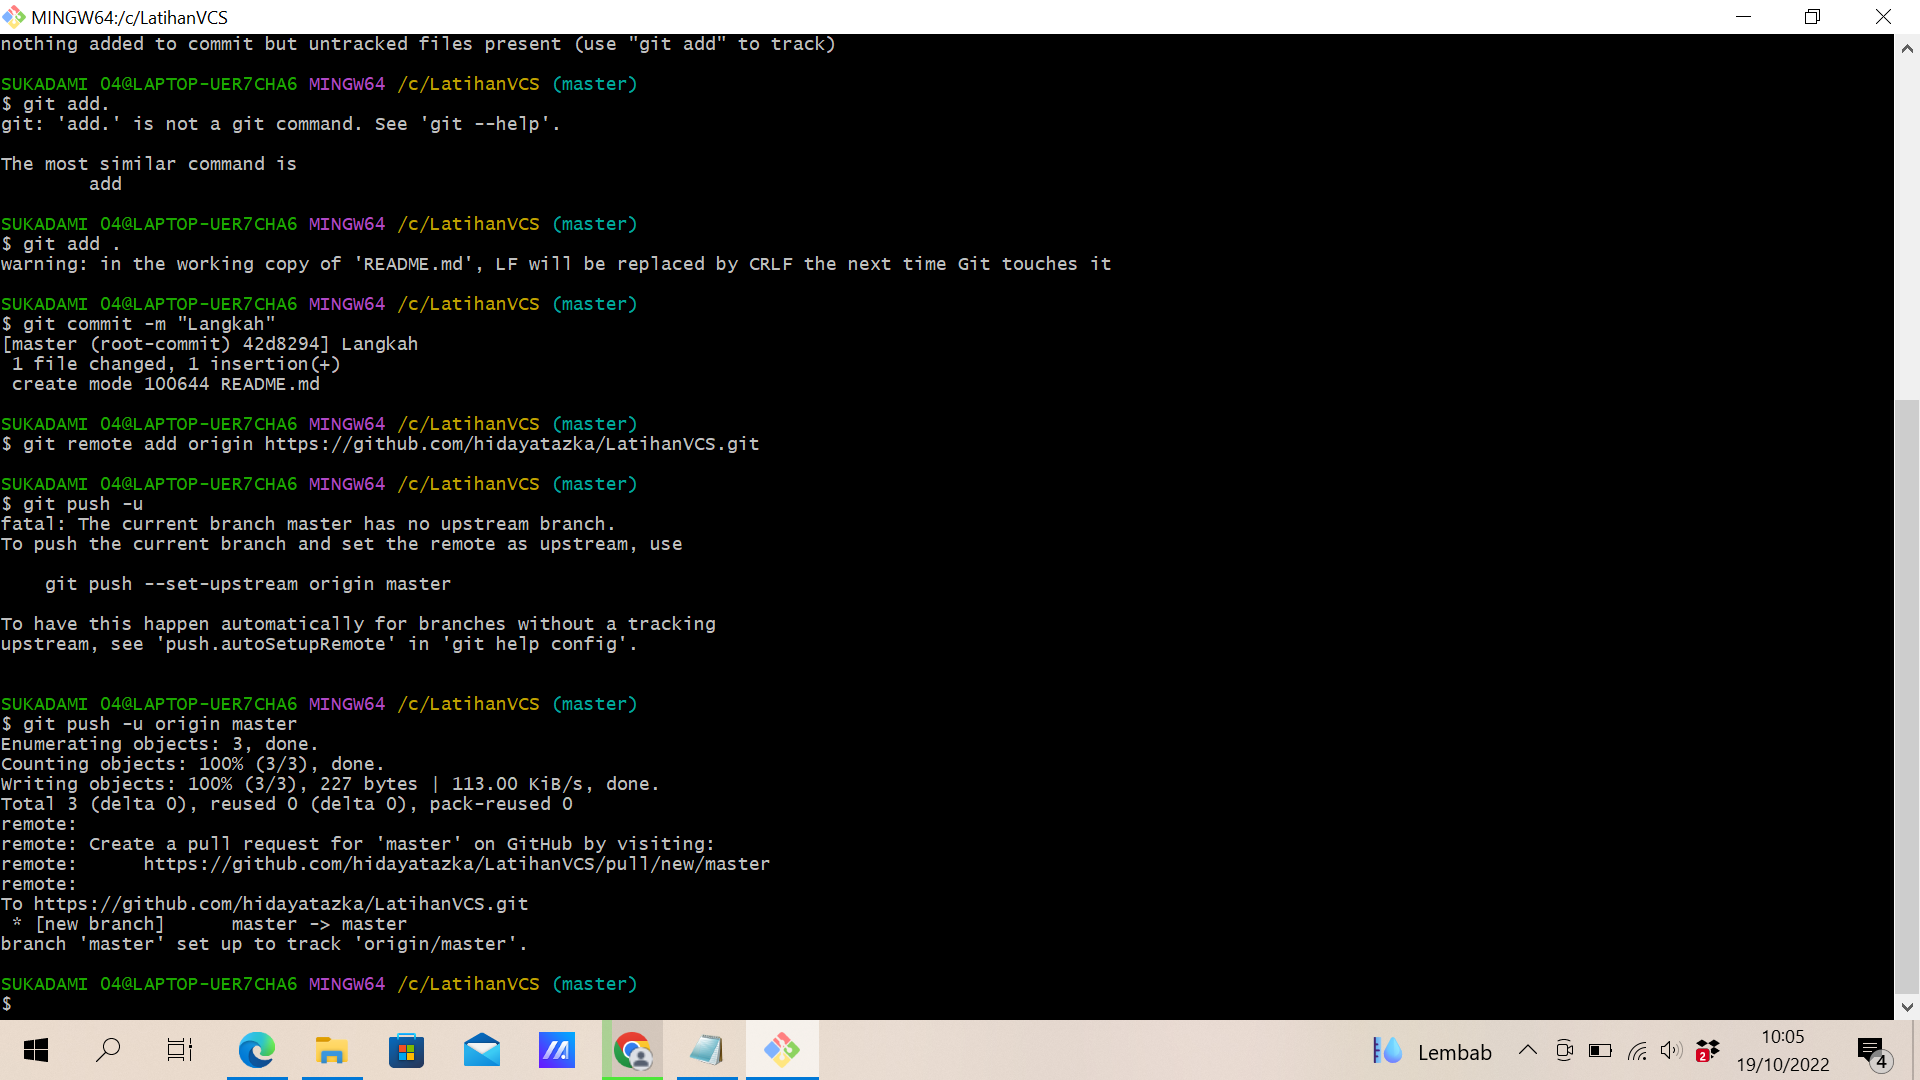 MINGW64:/c/LatihanVCS
nothing added to commit but untracked files present (use "git add" to track)
SUKADAMI 04@LAPTOP-UER7CHA6 MINGW64 /c/LatihanVCS (master)
$ git add.
git: 'add.' is not a git command. See 'git --help'.
The most similar command is
add
SUKADAMI 04@LAPTOP-UER7CHA6 MINGW64 /c/LatihanVCS (master)
$ git add .
warning: in the working copy of 'README.md', LF will be replaced by CRLF the next time Git touches it
SUKADAMI 04@LAPTOP-UER7CHA6 MINGW64 /c/LatihanVCS (master)
$ git commit -m "Langkah"
[master (root-commit) 42d8294] Langkah
1 file changed, 1 insertion(+)
create mode 100644 README.md
SUKADAMI 04@LAPTOP-UER7CHA6 MINGW64 /c/LatihanVCS (master)
$ git remote add origin https://github.com/hidayatazka/LatihanVCS.git
SUKADAMI 04@LAPTOP-UER7CHA6 MINGW64 /c/LatihanVCS (master)
$ git push -u
fatal: The current branch master has no upstream branch.
To push the current branch and set the remote as upstream, use
git push --set-upstream origin master
To have this happen automatically for branches without a tracking
upstream, see 'push.autoSetupRemote' in 'git help config'.
SUKADAMI 04@LAPTOP-UER7CHA6 MINGW64 /c/LatihanVCS (master)
$ git push -u origin master
Enumerating objects: 3, done.
Counting objects: 100% (3/3), done.
Writing objects: 100% (3/3), 227 bytes | 113.00 KiB/s, done.
Total 3 (delta 0), reused 0 (delta 0), pack-reused 0
remote:
remote: Create a pull request for 'master' on GitHub by visiting:
remote:      https://github.com/hidayatazka/LatihanVCS/pull/new/master
remote:
To https://github.com/hidayatazka/LatihanVCS.git
* [new branch]      master -> master
branch 'master' set up to track 'origin/master'.
SUKADAMI 04@LAPTOP-UER7CHA6 MINGW64 /c/LatihanVCS (master)
$
Lembab
2
10:05
19/10/2022
4